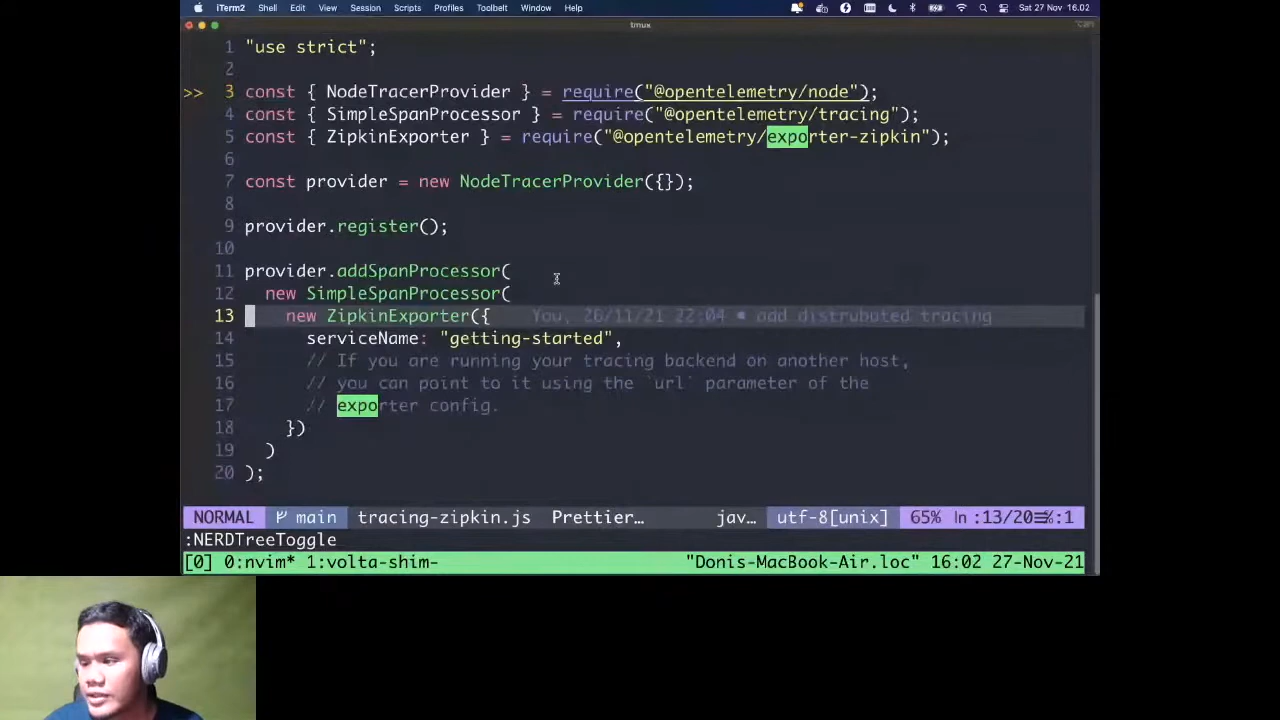 iTerm2 Shell Edit View Session Scripts Profiles Toolbelt Window Help Sat 27 Nov 16.02
tmux
1 "use strict";
2
>> 3 const { NodeTracerProvider } = require("@opentelemetry/node");
4 const { SimpleSpanProcessor } = require("@opentelemetry/tracing");
5 const { ZipkinExporter } = require("@opentelemetry/exporter-zipkin");
6
7 const provider = new NodeTracerProvider({});
8
9 provider.register();
10
11 provider.addSpanProcessor(
12 new SimpleSpanProcessor(
13 new ZipkinExporter({ You, 26/11/21 22:04 • add distrubuted tracing
14 serviceName: "getting-started",
15 // If you are running your tracing backend on another host,
16 // you can point to it using the `url` parameter of the
17 // exporter config.
18 })
19 )
20 );
NORMAL main tracing-zipkin.js Prettier… jav… utf-8[unix] 65% ln :13/20≡%:1
:NERDTreeToggle
[0] 0:nvim* 1:volta-shim- "Donis-MacBook-Air.loc" 16:02 27-Nov-21